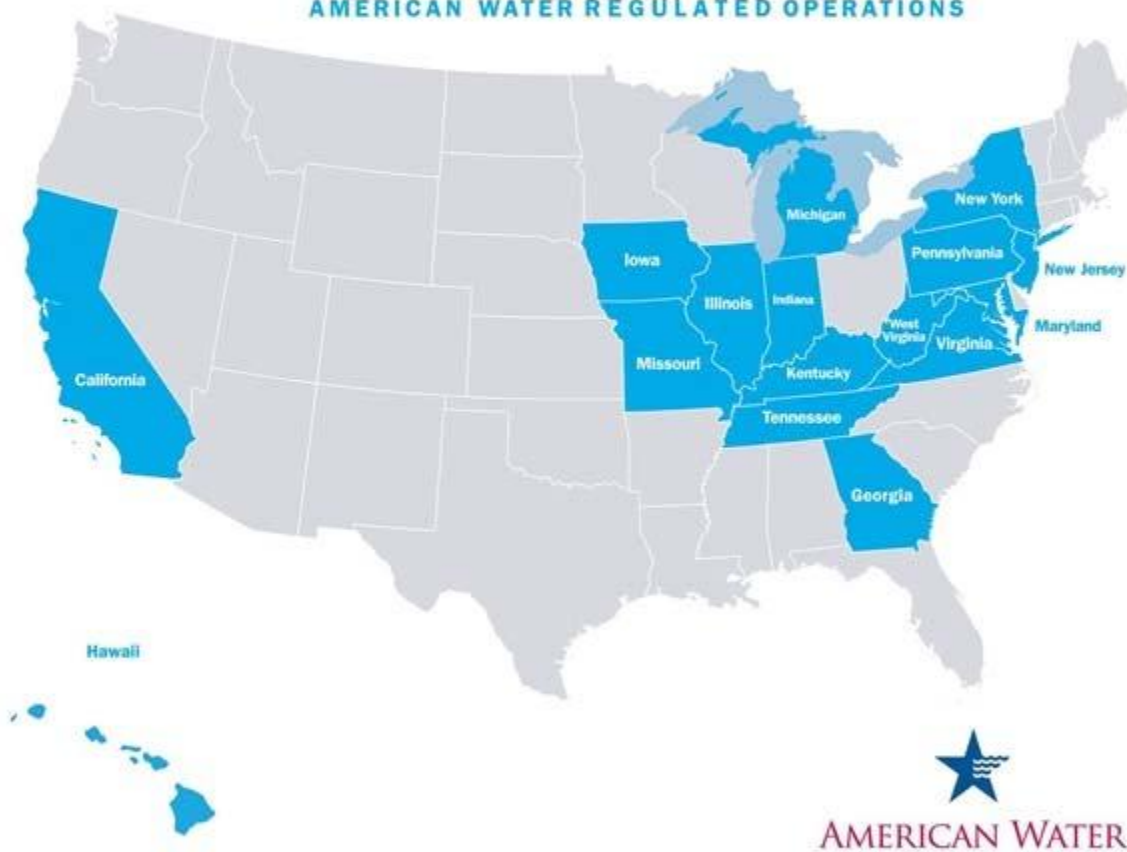 AMERICAN WATER REGULATED OPERATIONS
New York
Michigan
Pennsylvania
Iowa
New Jersey
Illinois
Indiana
West
Virginia
Maryland
Virginia
Missouri
Kentucky
California
Tennessee
Georgia
Hawaii
AMERICAN WATER